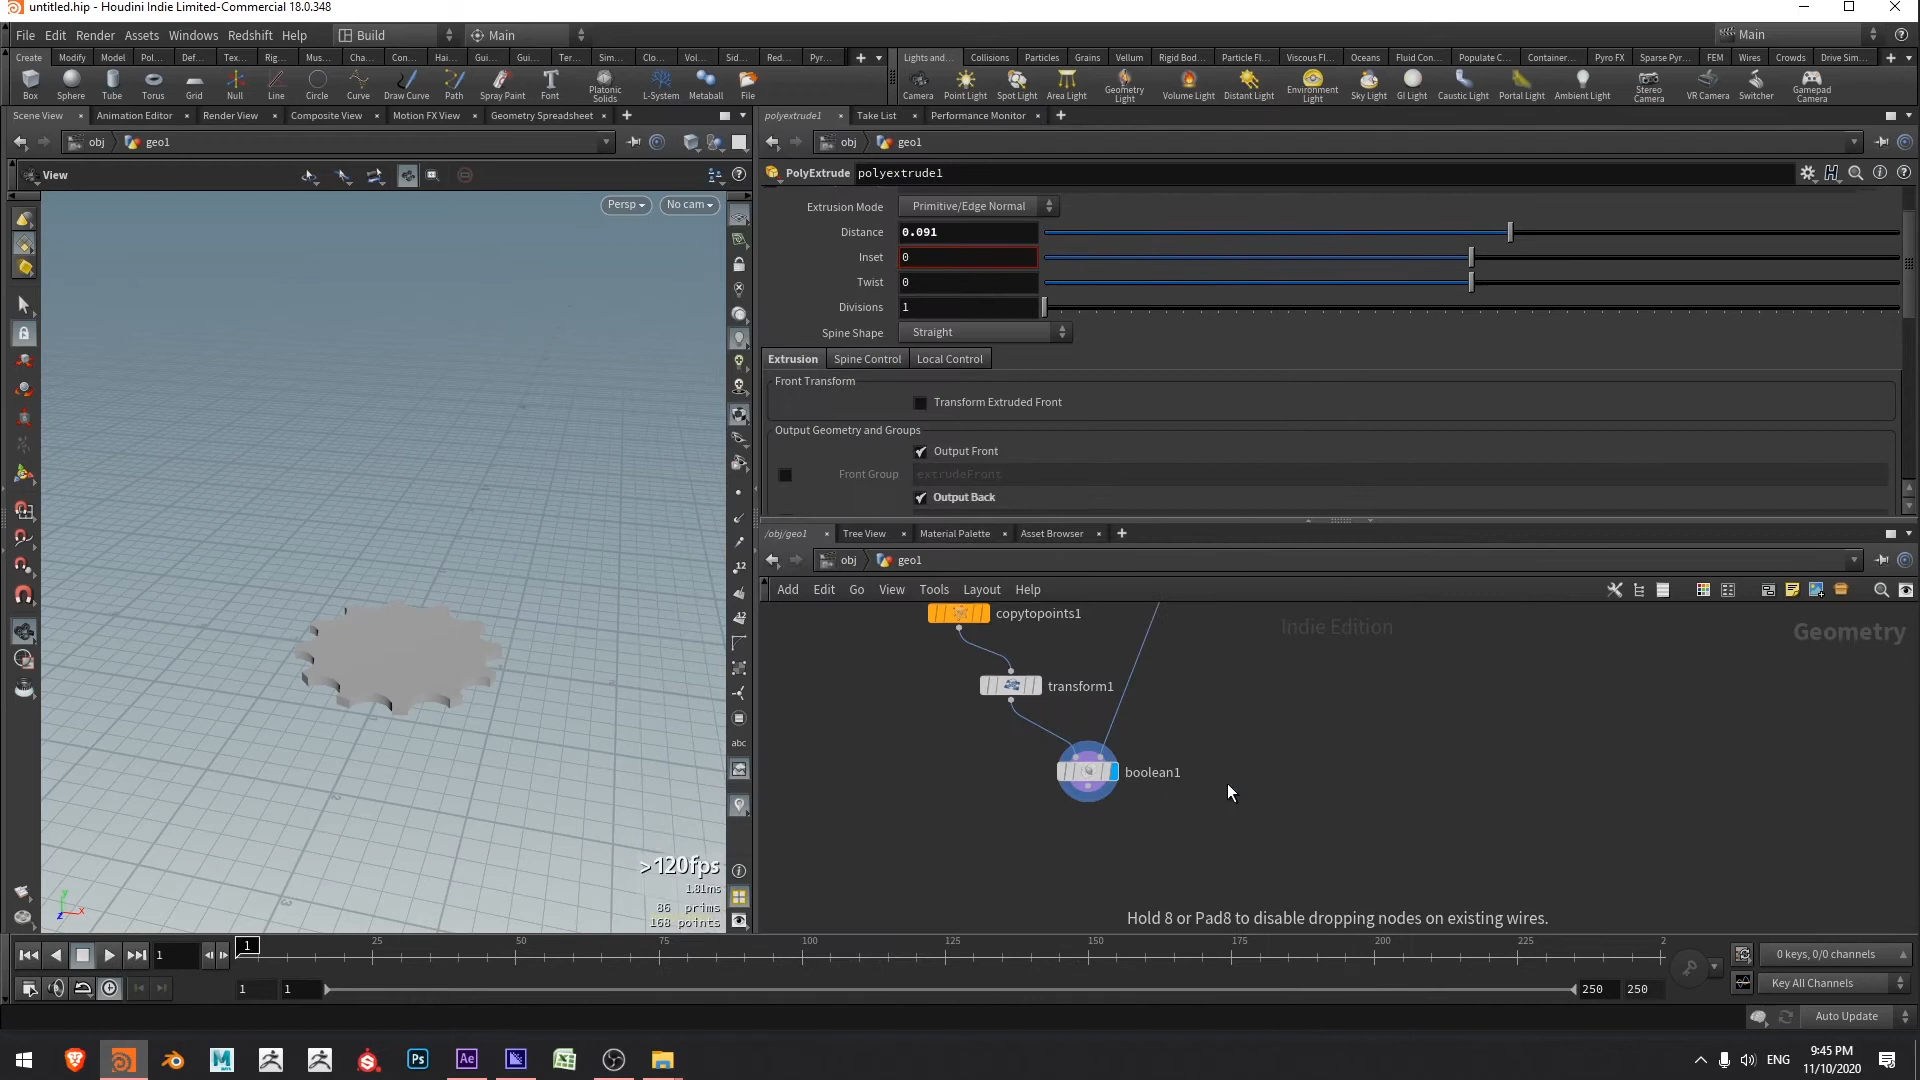 untitled.hip - Houdini Indie Limited-Commercial 18.0.348
File Edit Render Assets Windows Redshift Help Build Main Main
Create Modify Model Pol... Def... Tex... Rig... Mus... Cha... Con... Hai... Gui... Gui... Ter... Sim... Clo... Vol... Sid... Red... Pyr...
Lights and... Collisions Particles Grains Vellum Rigid Bod... Particle Fl... Viscous Fl... Oceans Fluid Con... Populate C... Container... Pyro FX Sparse Pyr... FEM Wires Crowds Drive Sim...
Box Sphere Tube Torus Grid Null Line Circle Curve Draw Curve Path Spray Paint Font Platonic Solids L-System Metaball File
Camera Point Light Spot Light Area Light Geometry Light Volume Light Distant Light Environment Light Sky Light GI Light Caustic Light Portal Light Ambient Light Stereo Camera VR Camera Switcher Gamepad Camera
Scene View Animation Editor Render View Composite View Motion FX View Geometry Spreadsheet
polyextrude1 Take List Performance Monitor
obj geo1
obj geo1
View
PolyExtrude polyextrude1
Persp No cam
Extrusion Mode Primitive/Edge Normal
Distance 0.091
Inset 0
Twist 0
Divisions 1
Spine Shape Straight
Extrusion Spine Control Local Control
Front Transform
Transform Extruded Front
Output Geometry and Groups
Output Front
Front Group extrudeFront
Output Back
/obj/geo1 Tree View Material Palette Asset Browser
obj geo1
Add Edit Go View Tools Layout Help
copytopoints1
Indie Edition
Geometry
transform1
boolean1
12
12
abc
>120fps
1.81ms
86 prims
168 points
y
x
z
Hold 8 or Pad8 to disable dropping nodes on existing wires.
1 1 25 50 75 100 125 150 175 200 225 2
0 keys, 0/0 channels
1 1 250 250
Key All Channels
Auto Update
Ps Ae
ENG
9:45 PM
11/10/2020